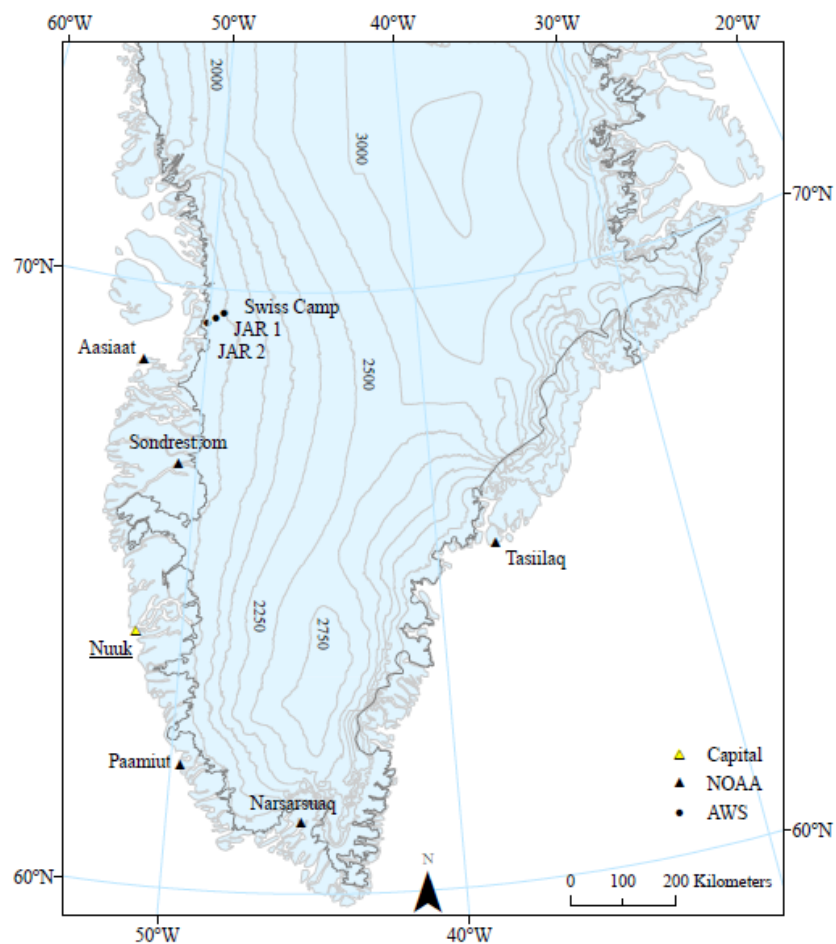 60°W
50°W
40°W
30°W
20°W
2000
3000
70°N
70°N
Swiss Camp
JAR 1
JAR 2
Aasiaat
2500
Sondrestrom
Tasiilaq
2250
2750
Nuuk
Paamiut
Capital
NOAA
AWS
Narsarsuaq
60°N
60°N
N
0 100 200 Kilometers
50°W
40°W